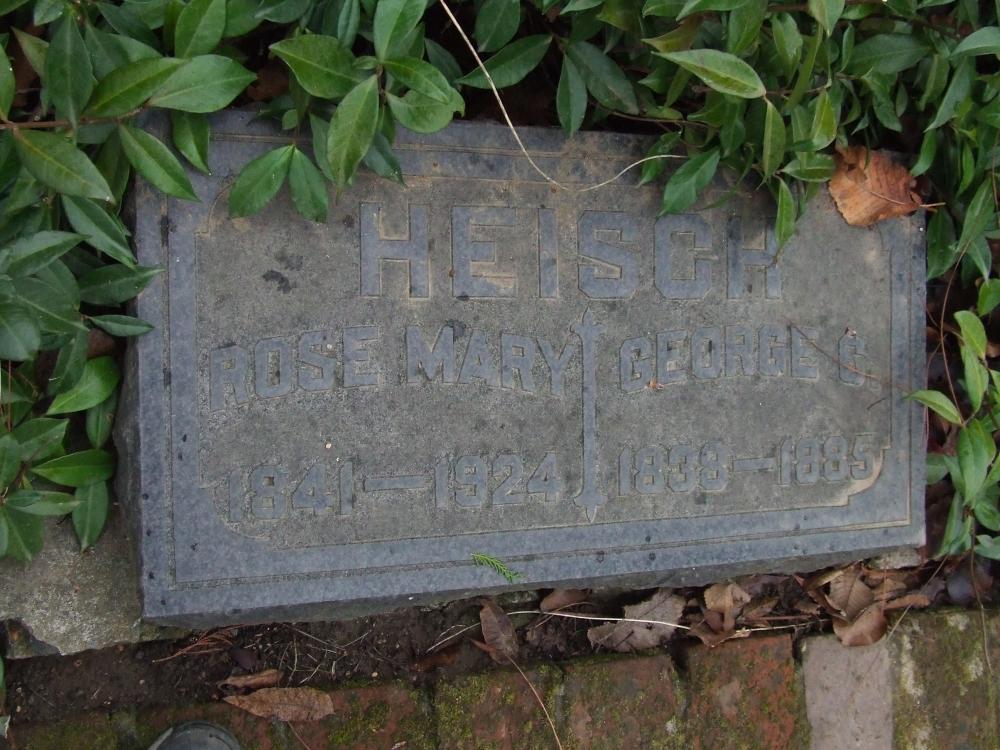 HEISCH
ROSE MARY GEORGE C.
1841–1924 1838–1885